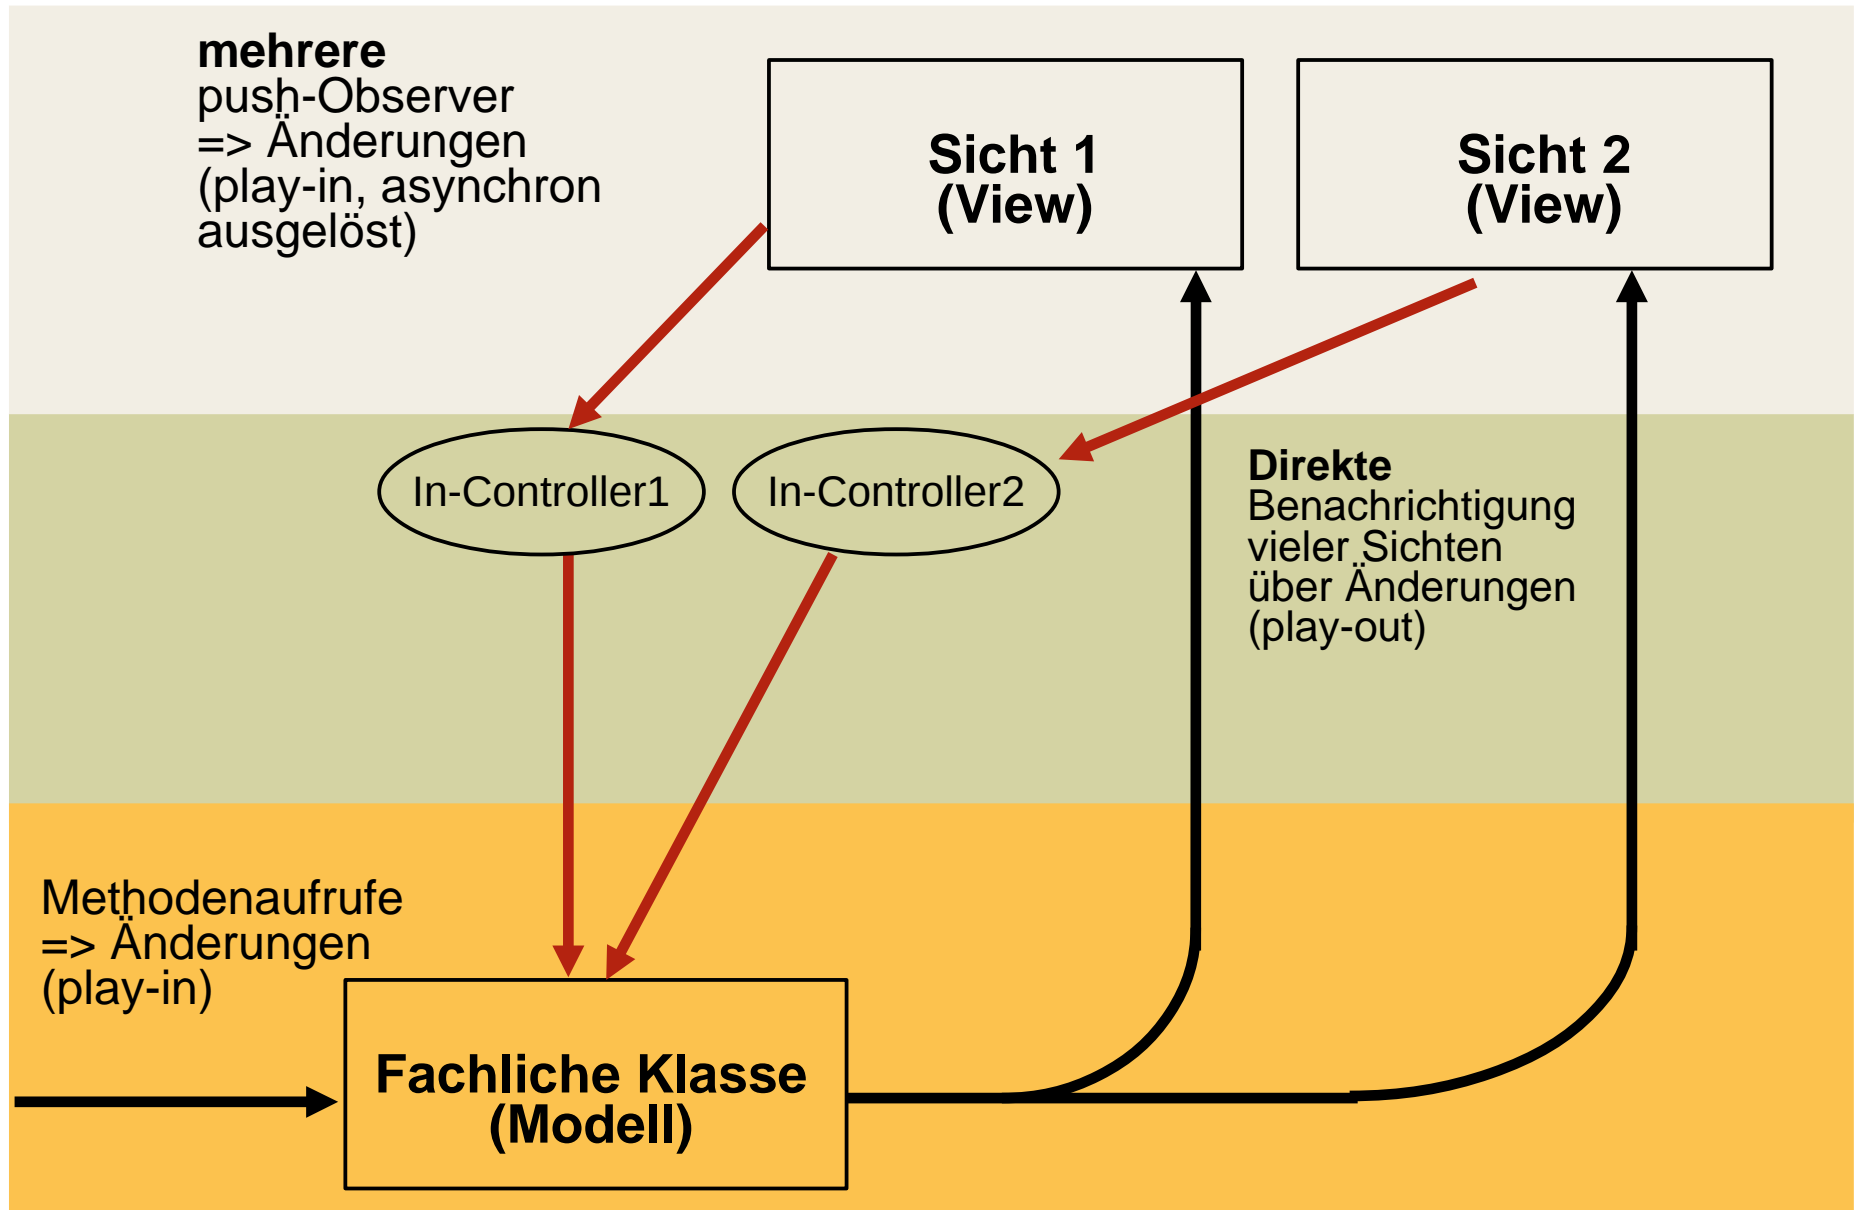 mehrere
push-Observer
=> Änderungen
(play-in, asynchron
ausgelöst)
Sicht 1
(View)
Sicht 2
(View)
In-Controller1
In-Controller2
Direkte
Benachrichtigung
vieler Sichten
über Änderungen
(play-out)
Methodenaufrufe
=> Änderungen
(play-in)
Fachliche Klasse
(Modell)